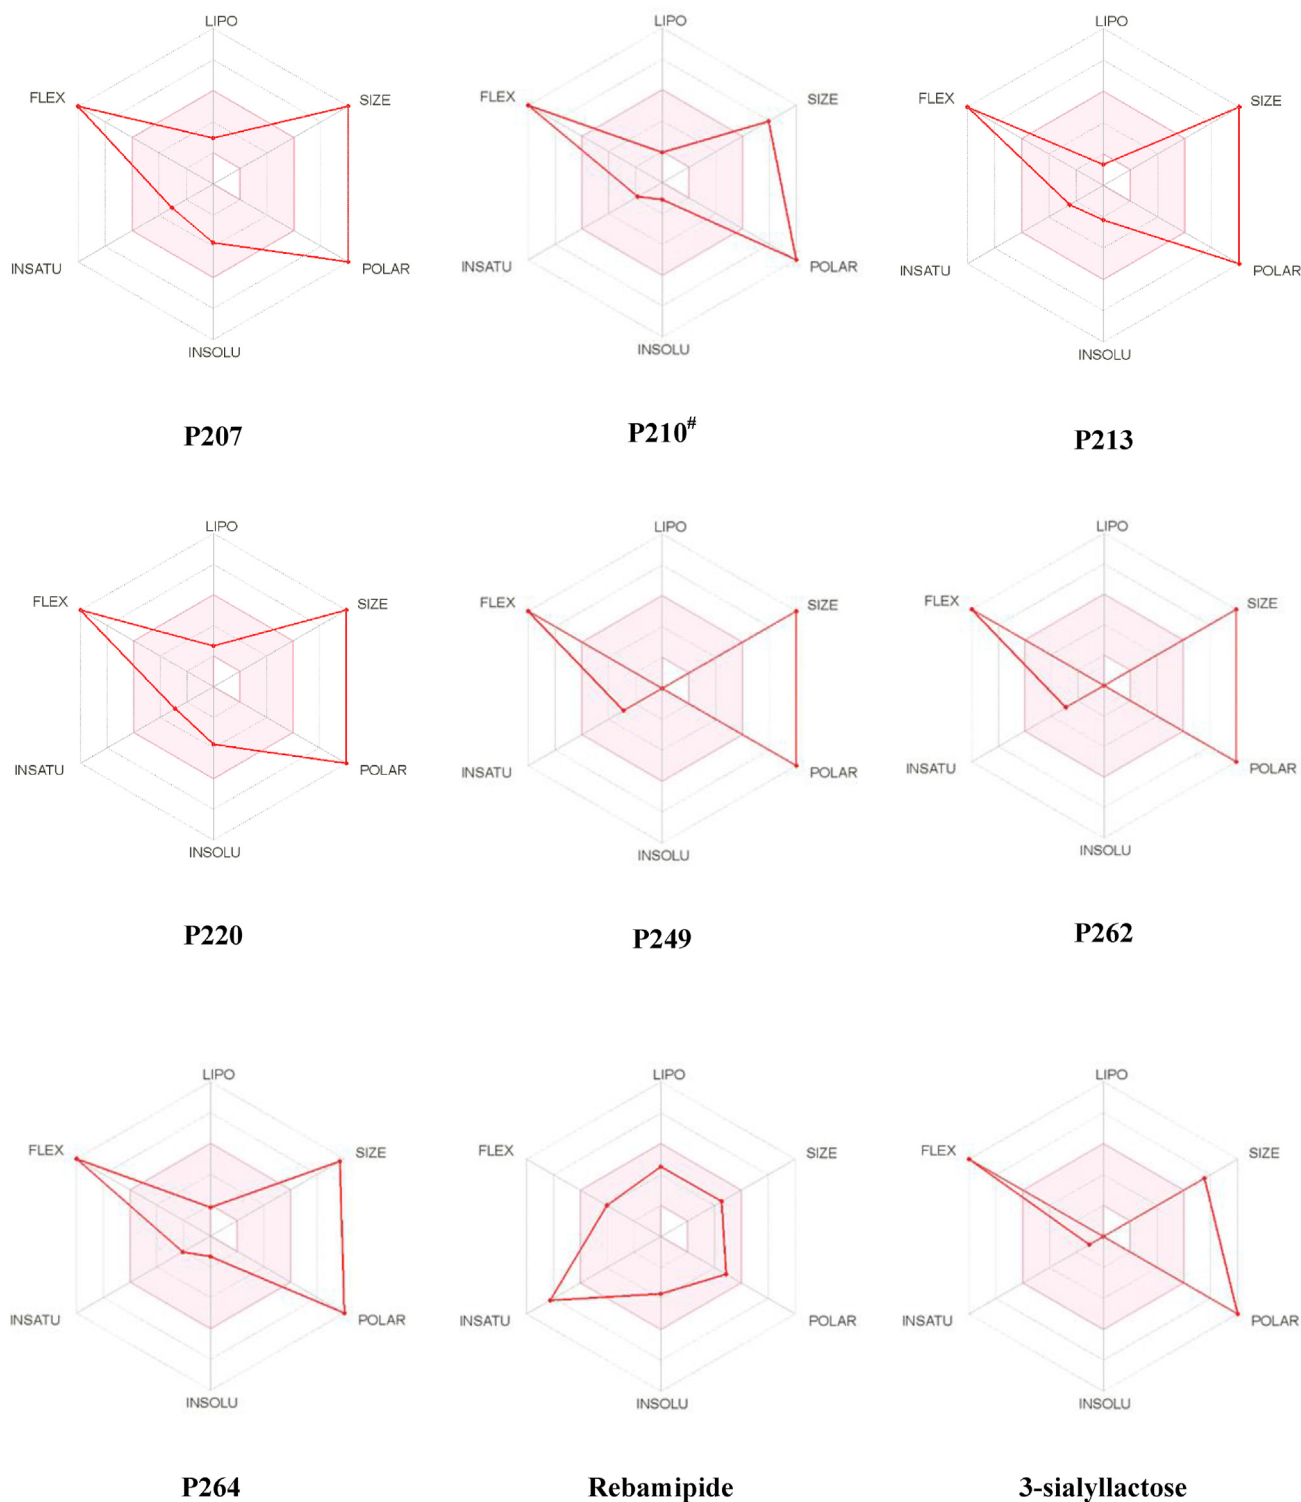 LIPO
FLEX
SIZE
INSATU
POLAR
INSOLU
P207
LIPO
FLEX
SIZE
INSATU
POLAR
INSOLU
P210#
LIPO
FLEX
SIZE
INSATU
POLAR
INSOLU
P213
LIPO
FLEX
SIZE
INSATU
POLAR
INSOLU
P220
LIPO
FLEX
SIZE
INSATU
POLAR
INSOLU
P249
LIPO
FLEX
SIZE
INSATU
POLAR
INSOLU
P262
LIPO
FLEX
SIZE
INSATU
POLAR
INSOLU
P264
LIPO
FLEX
SIZE
INSATU
POLAR
INSOLU
Rebamipide
LIPO
FLEX
SIZE
INSATU
POLAR
INSOLU
3-sialyllactose